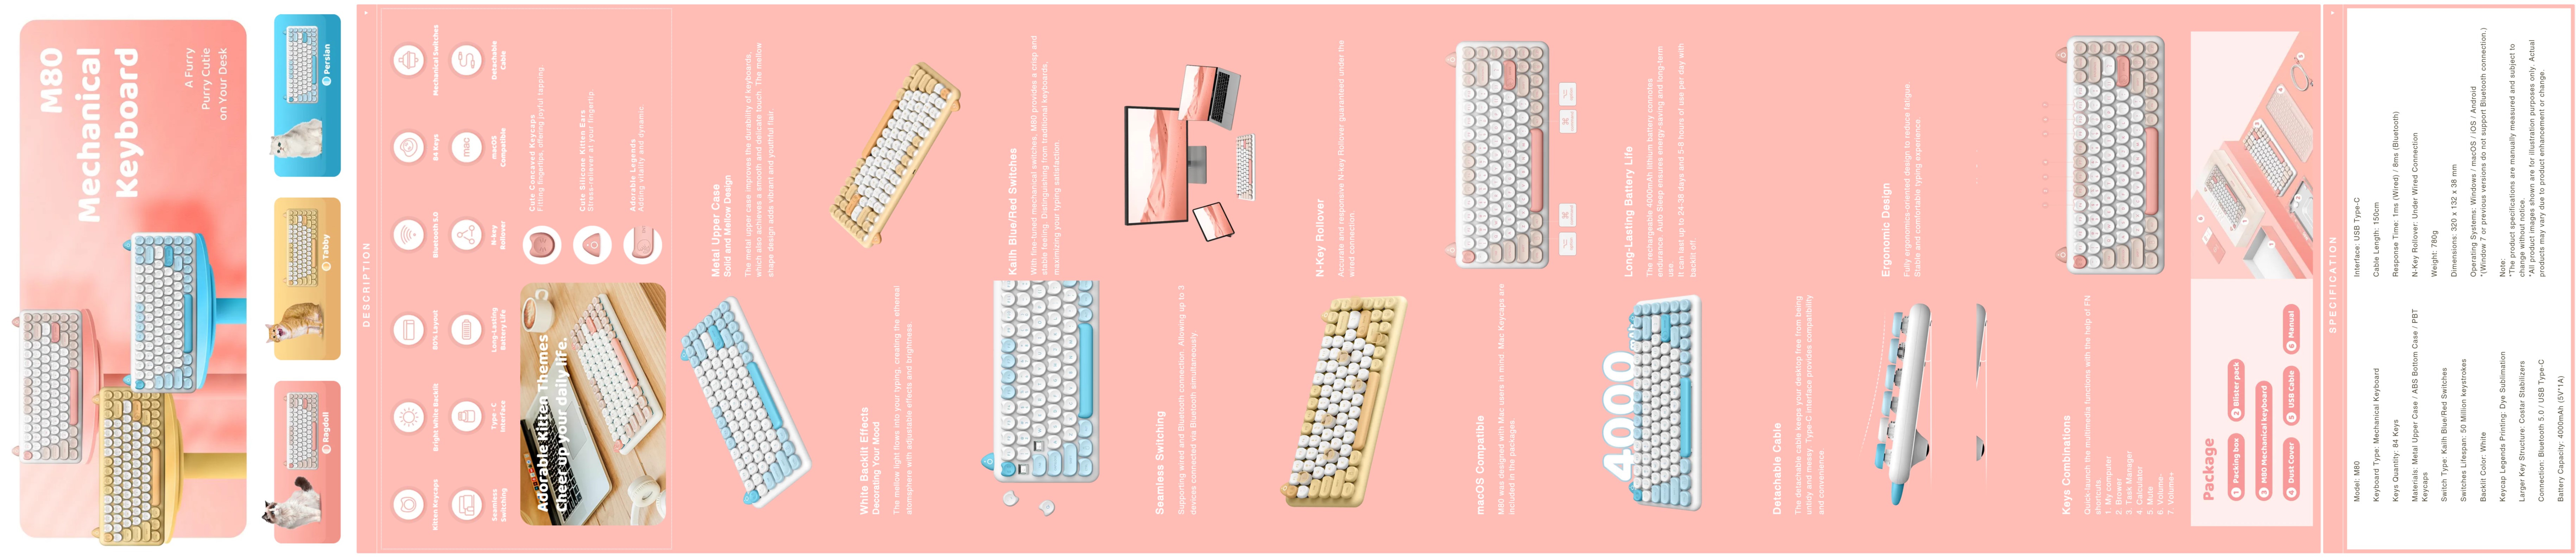 M80
Mechanical
Keyboard
A Furry
Purry Cutie
on Your Desk
Ragdoll
Tabby
Persian
DESCRIPTION
Kitten Keycaps
Bright White Backlit
80% Layout
Bluetooth 5.0
84 Keys
Mechanical Switches
mac
Seamless
Switching
Type - C
Interface
Long-Lasting
Battery Life
N-key
Rollover
macOS
Compatible
Detachable
Cable
Adorable Kitten Themes
Cheer up your daily life.
Cute Concaved Keycaps
Fitting fingertips, offering joyful tapping.
Cute Silicone Kitten Ears
Stress-reliever at your fingertip.
Adorable Legends
Adding vitality and dynamic.
Metal Upper Case
Solid and Mellow Design
The metal upper case improves the durability of keyboards,
which also achieves a smooth and delicate touch. The mellow
shape design adds vibrant and youthful flair.
White Backlit Effects
Decorating Your Mood
The mellow light flows into your typing, creating the ethereal
atomsphere with adjustable effects and brightness.
Kailh Blue/Red Switches
With fine-tuned mechanical switches, M80 provides a crisp and
stable feeling. Distinguishing from traditional keyboards,
maximizing your typing satisfaction.
Seamless Switching
Supporting wired and Bluetooth connection. Allowing up to 3
devices connected via Bluetooth simultaneously.
N-Key Rollover
Accurate and responsive N-key Rollover guaranteed under the
wired connection.
macOS Compatible
M80 was designed with Mac users in mind. Mac Keycaps are
included in the packages.
option
command
command
option
4000mAh
Long-Lasting Battery Life
The rechargeable 4000mAh lithium battery connotes
endurance. Auto Sleep ensures energy-saving and long-term
use.
It can last up to 24-38 days and 5-8 hours of use per day with
backlit off.
Detachable Cable
The detachable cable keeps your desktop free from being
untidy and messy. Type-C interface provides compatibility
and convenience.
Ergonomic Design
Fully ergonomics-oriented design to reduce fatigue.
Stable and comfortable typing experience.
Keys Combinations
Quick-launch the multimedia functions with the help of FN
shortcuts.
1. My computer
2. Brower
3. Task Manager
4. Calculator
5. Mute
6. Volume-
7. Volume+
Package
1 Packing box
2 Blister pack
3 M80 Mechanical keyboard
4 Dust Cover
5 USB Cable
6 Manual
SPECIFICATION
Model: M80
Keyboard Type: Mechanical Keyboard
Keys Quantity: 84 Keys
Materials: Metal Upper Case / ABS Bottom Case / PBT
Keycaps
Switch Type: Kailh Blue/Red Switches
Switches Lifespan: 50 Million keystrokes
Backlit Color: White
Keycap Legends Printing: Dye Sublimation
Larger Key Structure: Costar Stabilizers
Connection: Bluetooth 5.0 / USB Type-C
Battery Capacity: 4000mAh (5V*1A)
Interface: USB Type-C
Cable Length: 150cm
Response Time: 1ms (Wired) / 8ms (Bluetooth)
N-Key Rollover: Under Wired Connection
Weight: 780g
Dimensions: 320 x 132 x 38 mm
Operating Systems: Windows / macOS / iOS / Android
*(Window 7 or previous versions do not support Bluetooth connection.)
Note:
*The product specifications are manually measured and subject to
change without notice.
*All product images shown are for illustration purposes only. Actual
products may vary due to product enhancement or change.